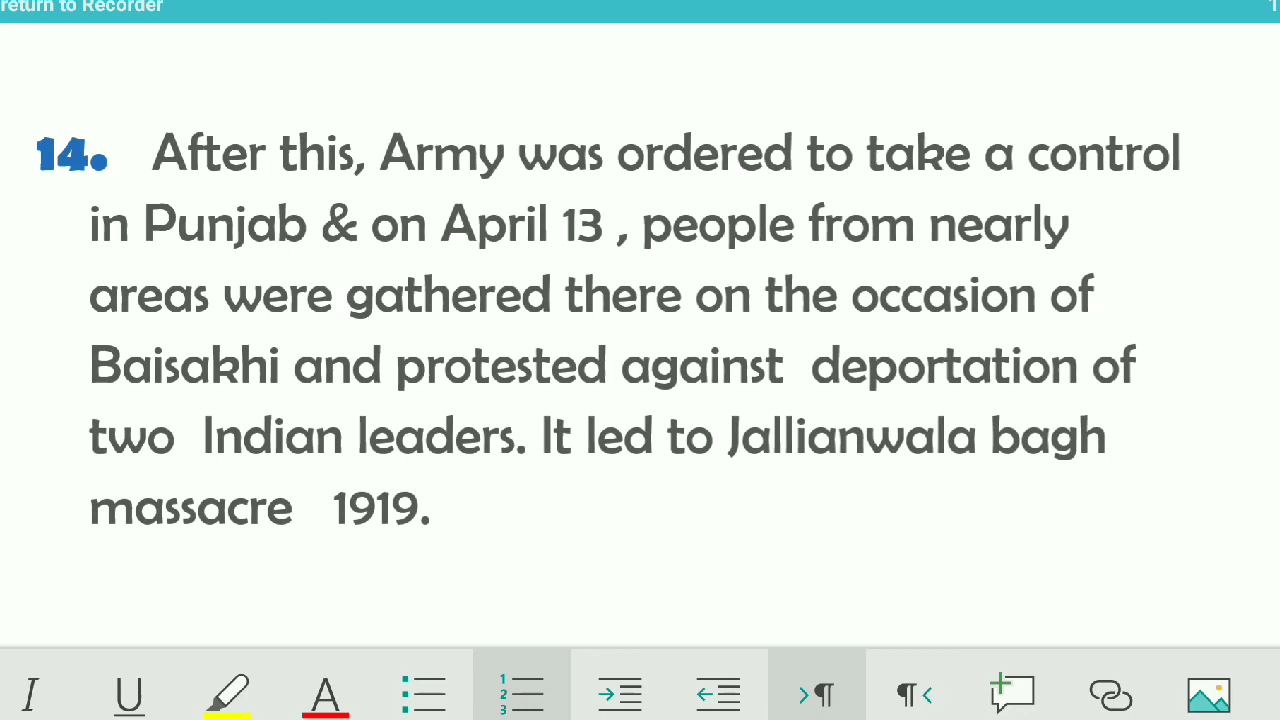 return to Recorder
14. After this, Army was ordered to take a control
in Punjab & on April 13 , people from nearly
areas were gathered there on the occasion of
Baisakhi and protested against deportation of
two Indian leaders. It led to Jallianwala bagh
massacre 1919.